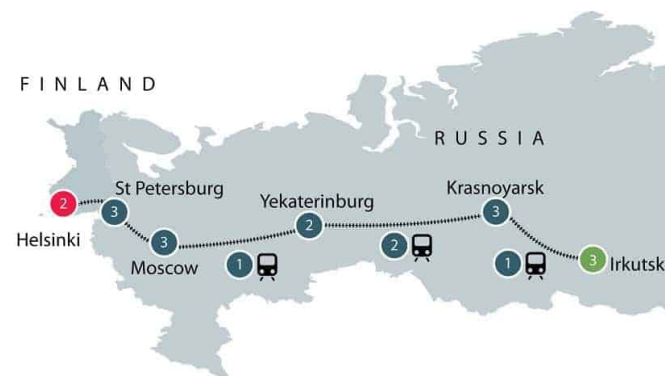 FINLAND
RUSSIA
St Petersburg
3
Krasnoyarsk
3
Yekaterinburg
2
2
Helsinki
3
Moscow
1
2
1
3
Irkutsk